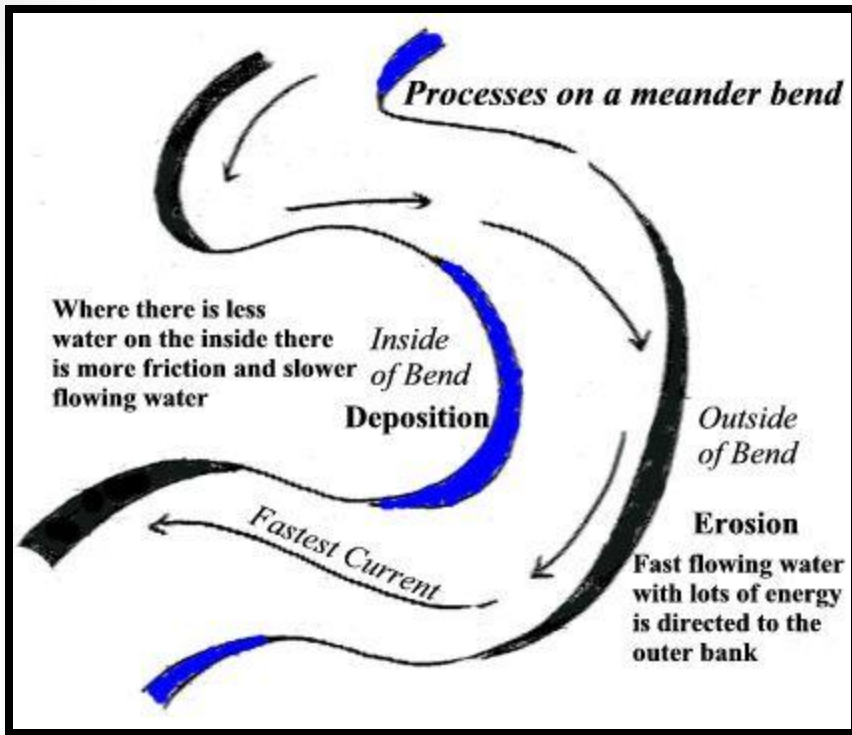 Processes on a meander bend
Where there is less
water on the inside there
is more friction and slower
flowing water
Inside
of Bend
Deposition
Outside
of Bend
Erosion
Fast flowing water
with lots of energy
is directed to the
outer bank
Fastest Current